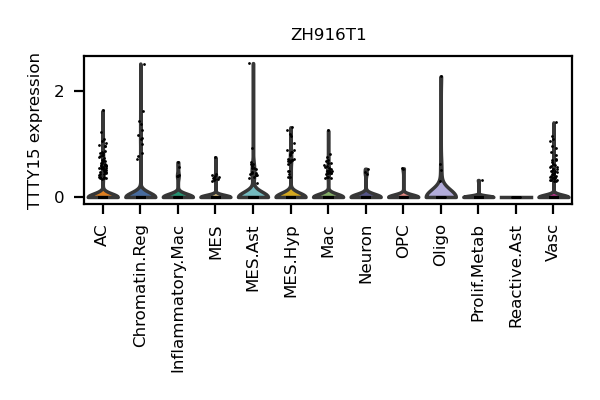 ZH916T1
TTTY15 expression
2
0
AC
Chromatin.Reg
Inflammatory.Mac
MES
MES.Ast
MES.Hyp
Mac
Neuron
OPC
Oligo
Prolif.Metab
Reactive.Ast
Vasc